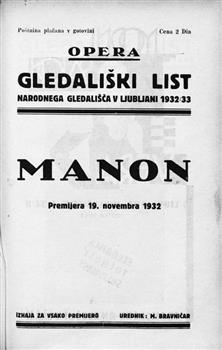 Poštnina plačana v gotovini Cena 2 Din
OPERA
GLEDALIŠKI LIST
NARODNEGA GLEDALIŠČA V LJUBLJANI 1932/33
MANON
Premijera 19. novembra 1932
IZHAJA ZA VSAKO PREMIJERO UREDNIK: M. BRAVNIČAR